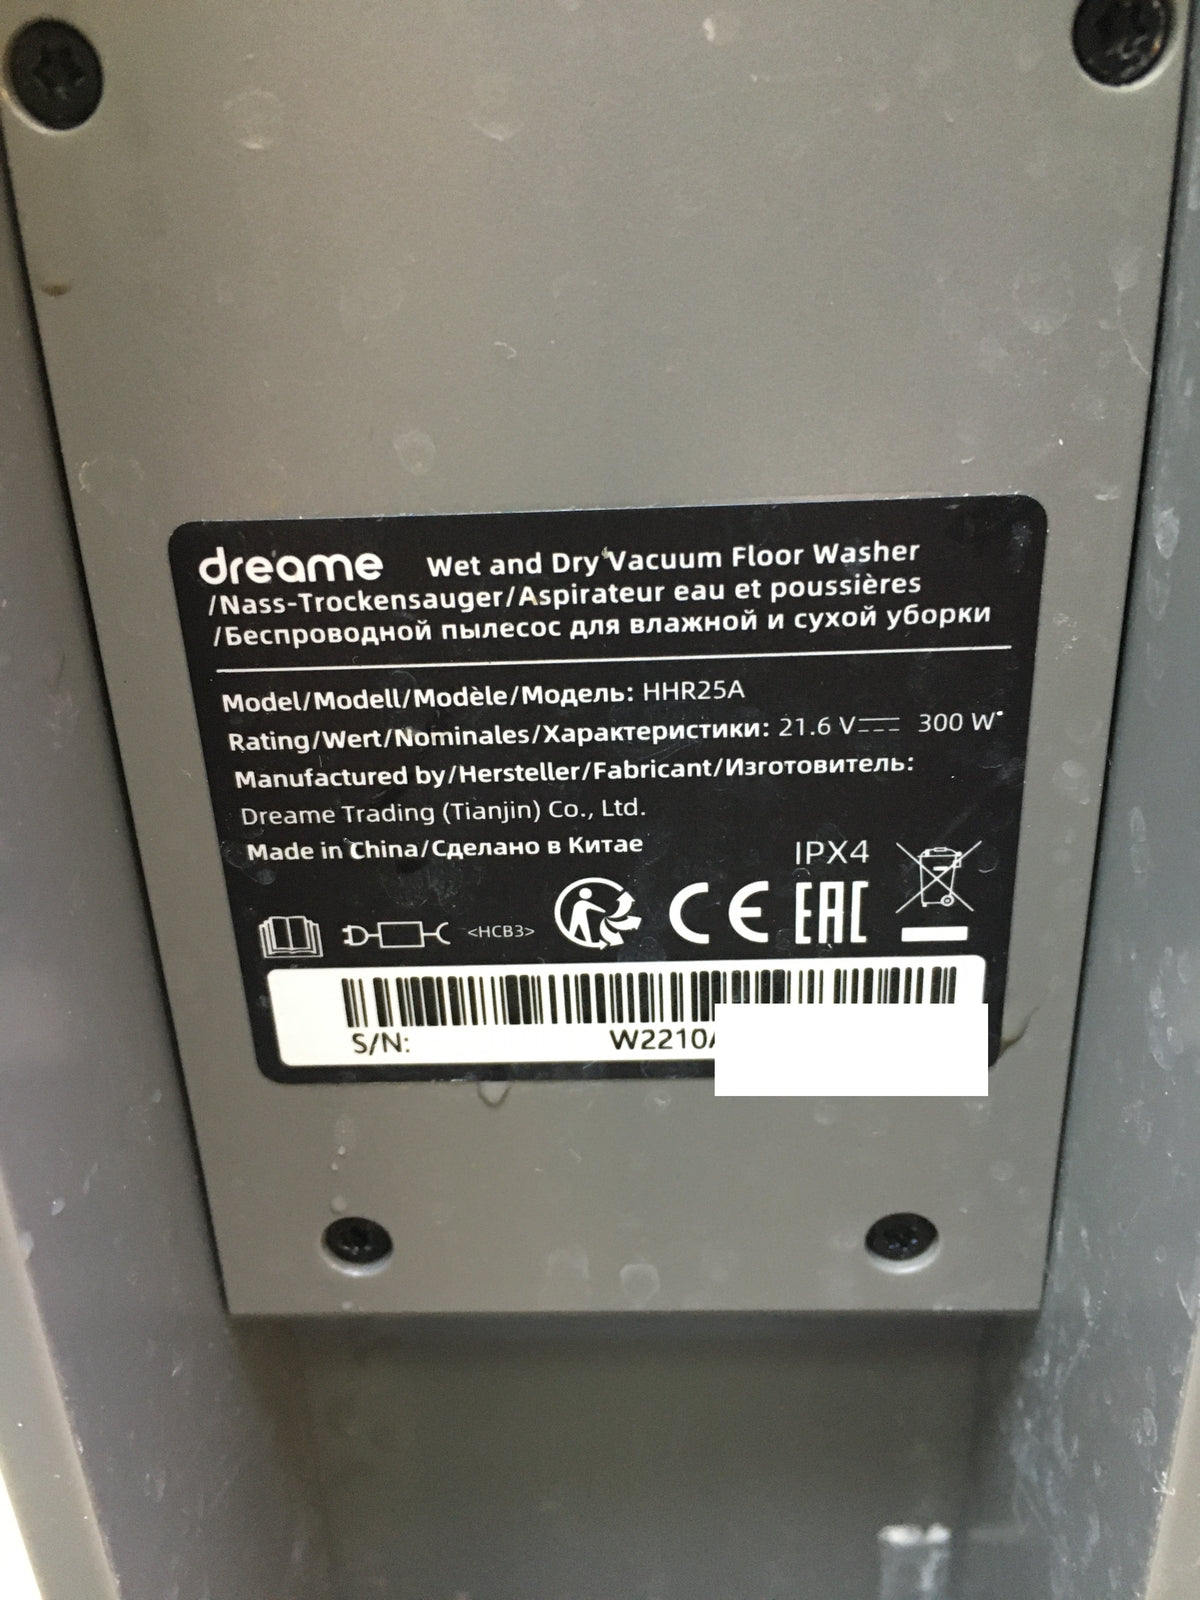 dreame Wet and Dry Vacuum Floor Washer
/Nass-Trockensauger/Aspirateur eau et poussières
/Беспроводной пылесос для влажной и сухой уборки
Model/Modell/Modèle/Модель: HHR25A
Rating/Wert/Nominales/Характеристики: 21.6 V⎓ 300 W
Manufactured by/Hersteller/Fabricant/Изготовитель:
Dreame Trading (Tianjin) Co., Ltd.
Made in China/Сделано в Китае
IPX4
<HCB3> CE EAC
S/N: W2210